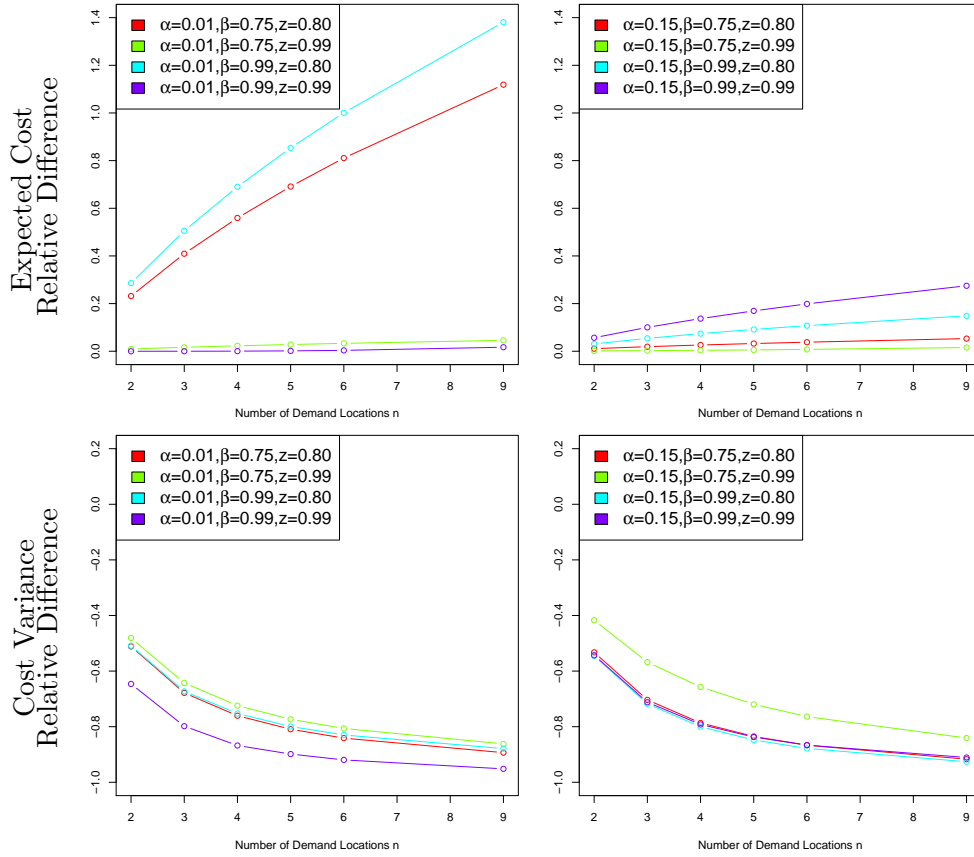 Expected Cost
Relative Difference
0.0 0.2 0.4 0.6 0.8 1.0 1.2 1.4
α=0.01,β=0.75,z=0.80
α=0.01,β=0.75,z=0.99
α=0.01,β=0.99,z=0.80
α=0.01,β=0.99,z=0.99
2 3 4 5 6 7 8 9
Number of Demand Locations n
0.0 0.2 0.4 0.6 0.8 1.0 1.2 1.4
α=0.15,β=0.75,z=0.80
α=0.15,β=0.75,z=0.99
α=0.15,β=0.99,z=0.80
α=0.15,β=0.99,z=0.99
2 3 4 5 6 7 8 9
Number of Demand Locations n
Cost Variance
Relative Difference
−1.0 −0.8 −0.6 −0.4 −0.2 0.0 0.2
α=0.01,β=0.75,z=0.80
α=0.01,β=0.75,z=0.99
α=0.01,β=0.99,z=0.80
α=0.01,β=0.99,z=0.99
2 3 4 5 6 7 8 9
Number of Demand Locations n
−1.0 −0.8 −0.6 −0.4 −0.2 0.0 0.2
α=0.15,β=0.75,z=0.80
α=0.15,β=0.75,z=0.99
α=0.15,β=0.99,z=0.80
α=0.15,β=0.99,z=0.99
2 3 4 5 6 7 8 9
Number of Demand Locations n